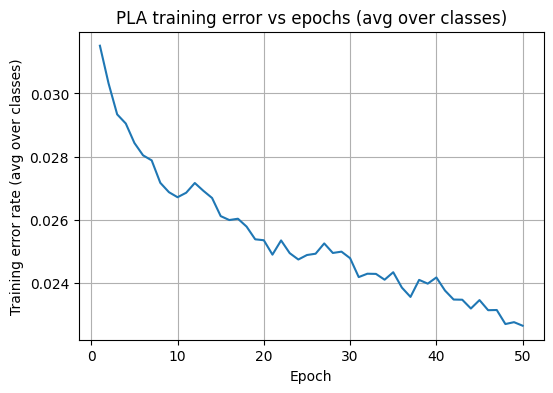 PLA training error vs epochs (avg over classes)
Training error rate (avg over classes)
0.030
0.028
0.026
0.024
0 10 20 30 40 50
Epoch